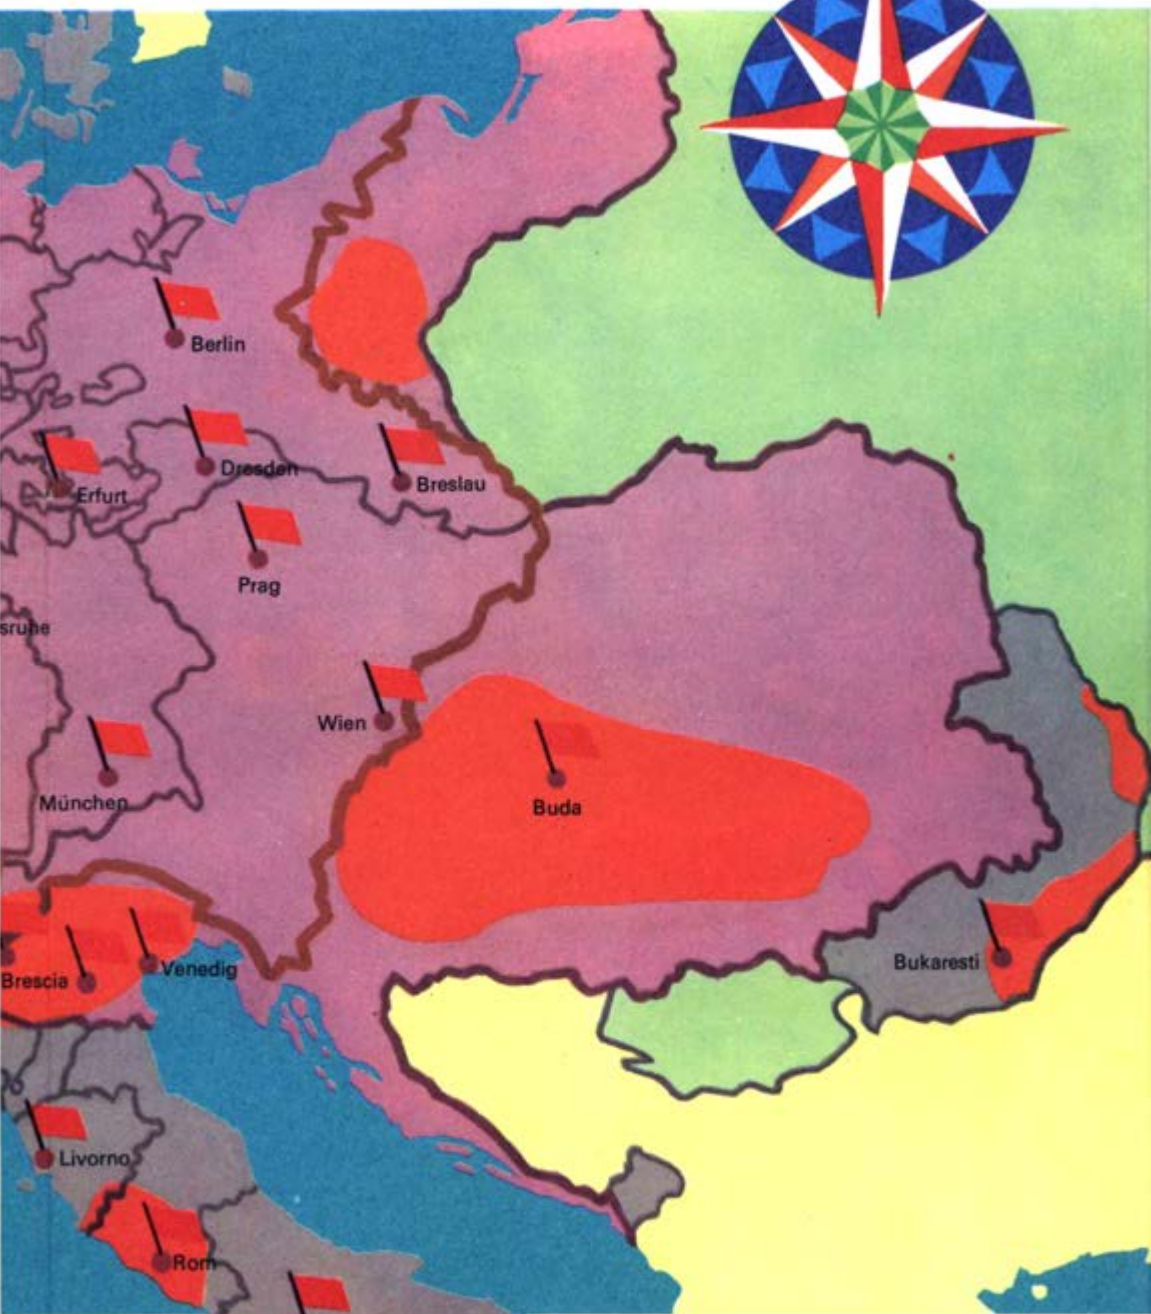 Berlin
Dresden
Erfurt
Breslau
Prag
sruhe
Wien
München
Buda
Venedig
Brescia
Bukaresti
Livorno
Rom